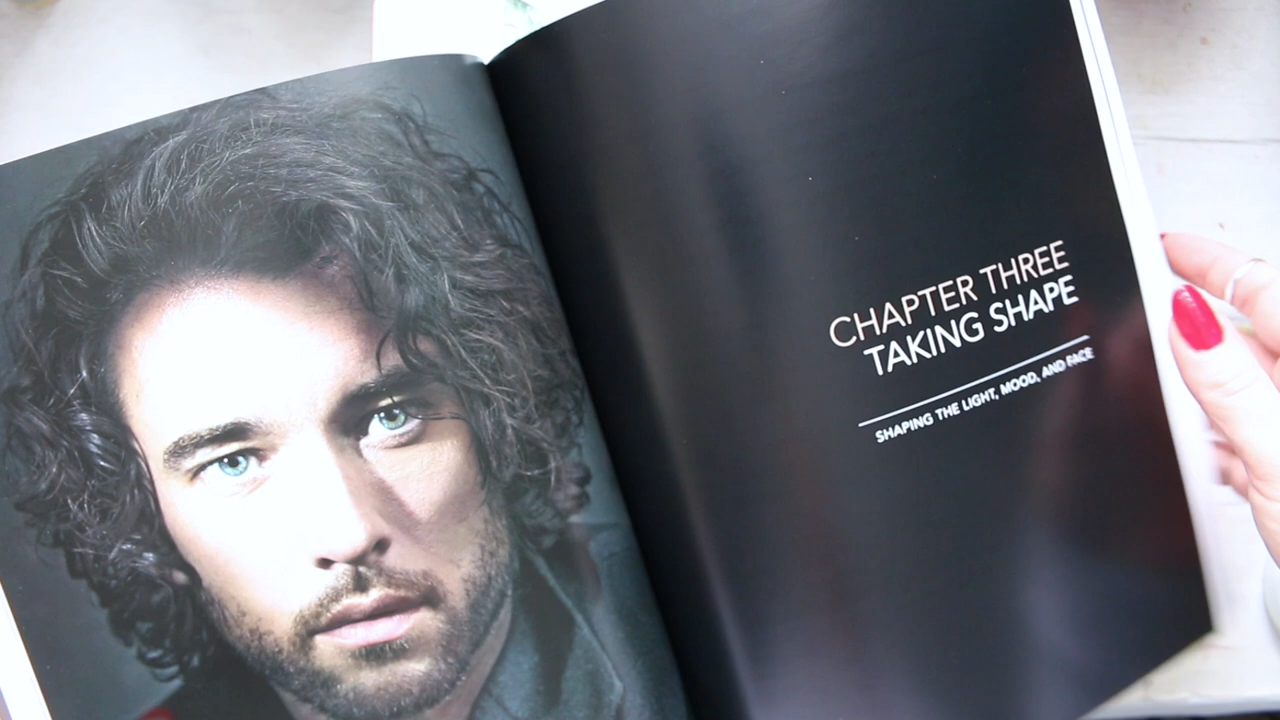 CHAPTER THREE
TAKING SHAPE
SHAPING THE LIGHT, MOOD, AND FACE